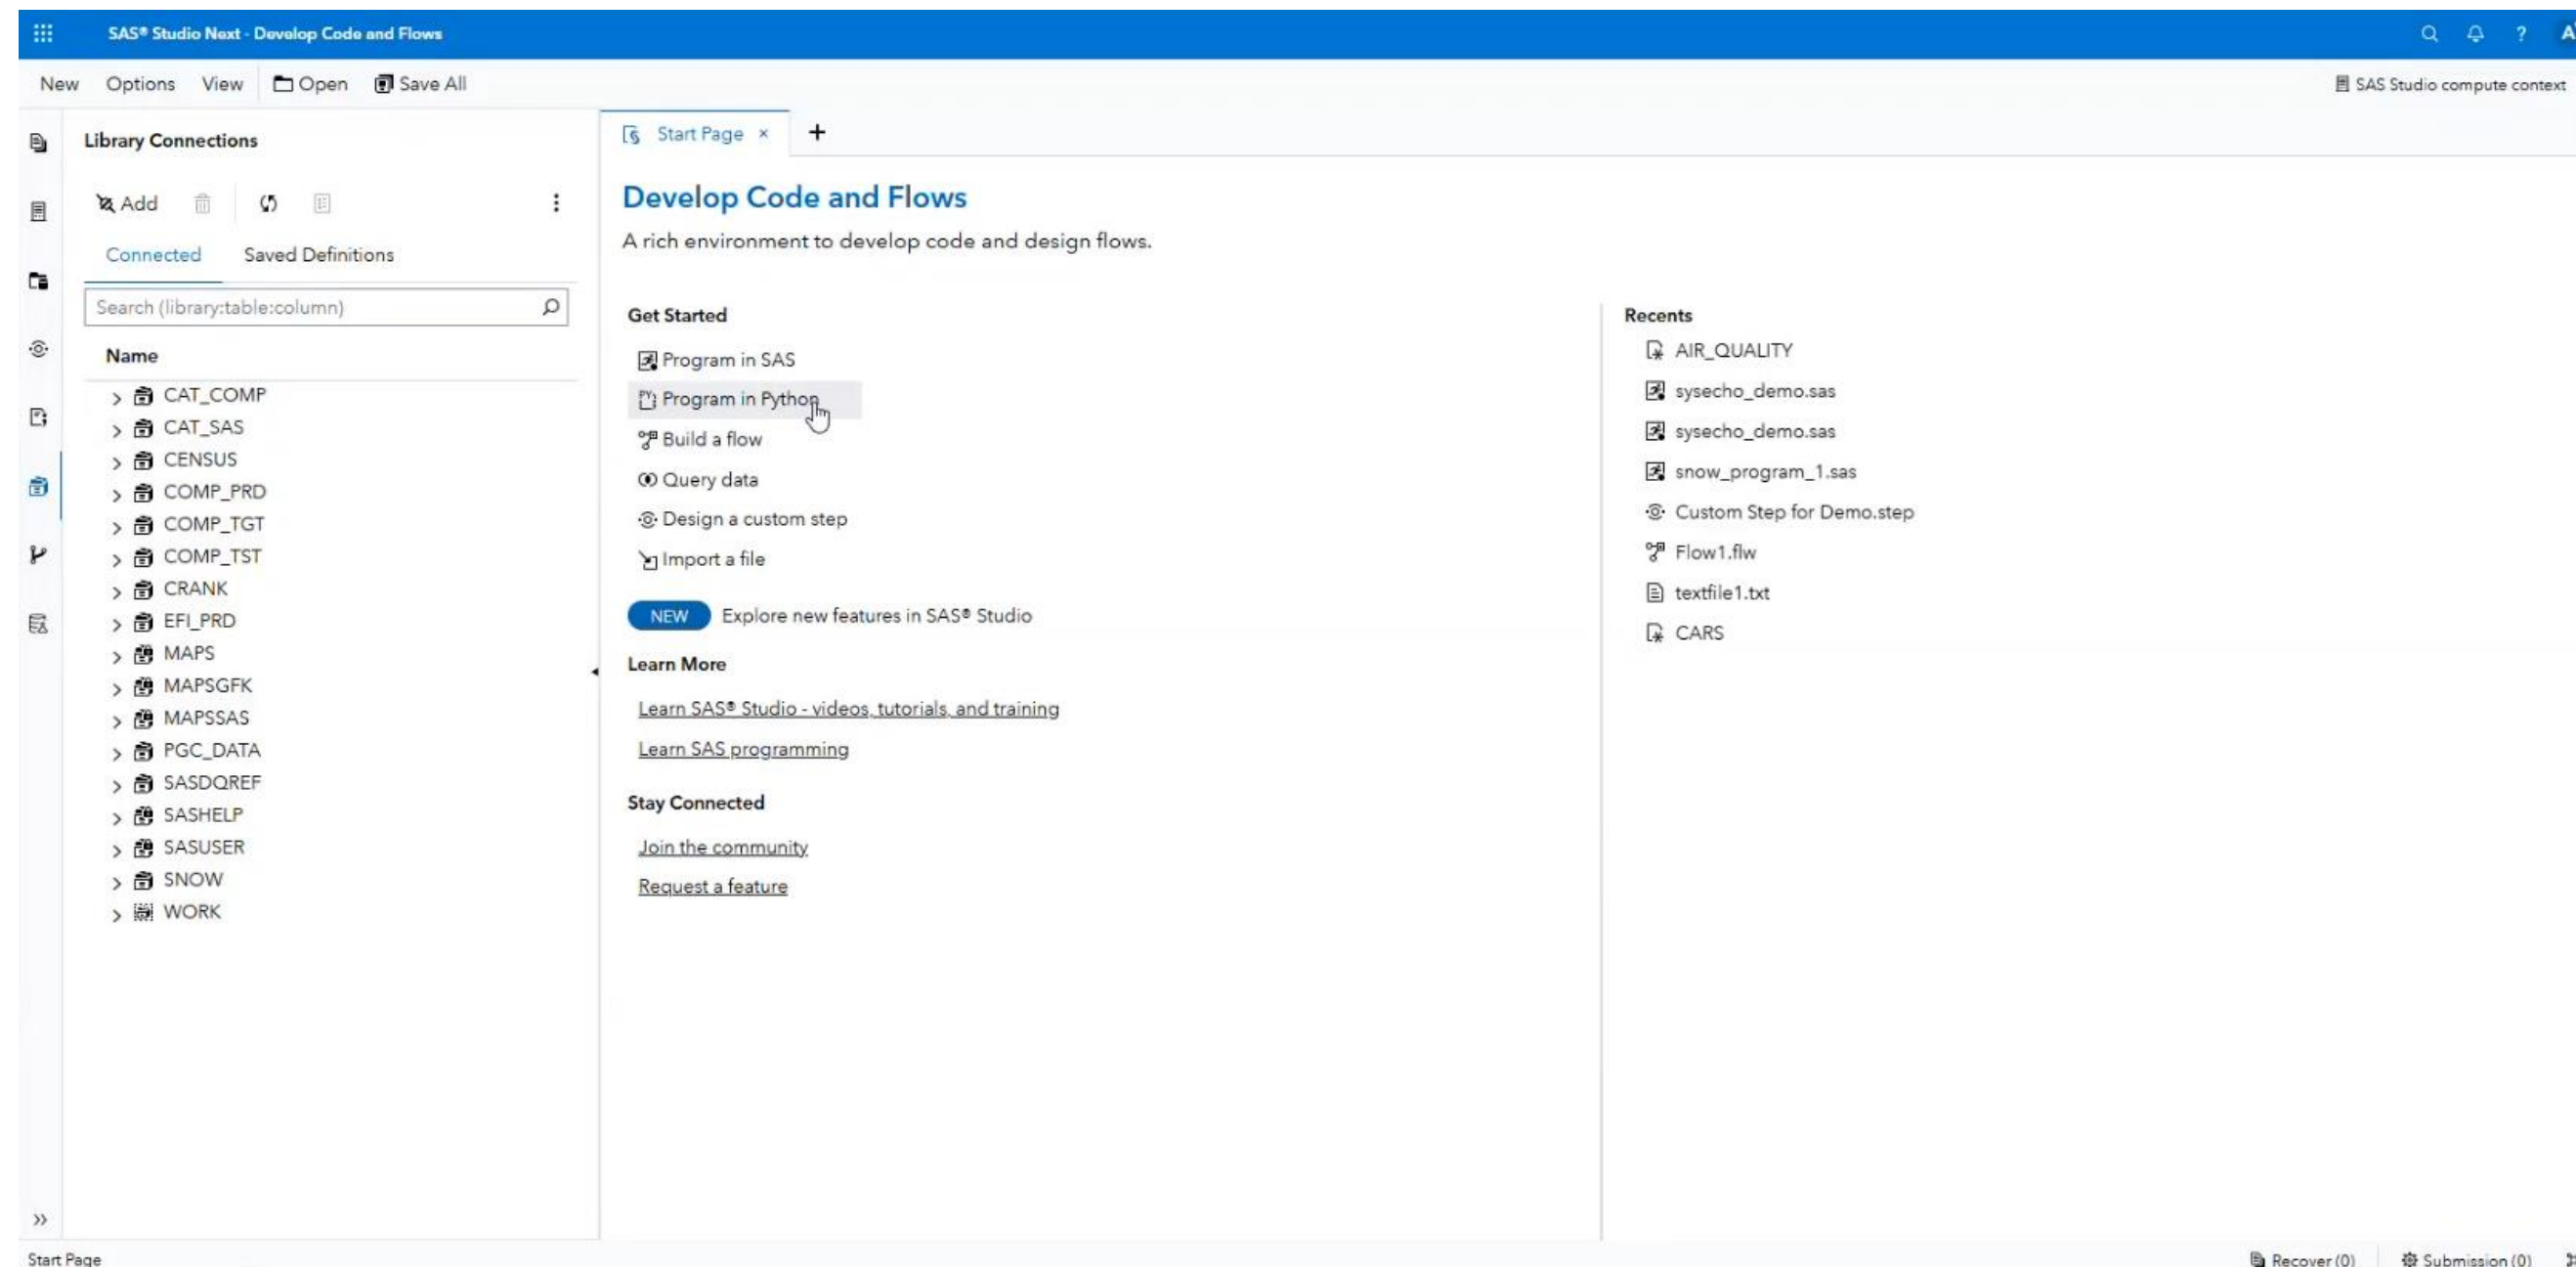 SAS® Studio Next - Develop Code and Flows
? A
New Options View Open Save All SAS Studio compute context
Library Connections
Add
Connected Saved Definitions
Search (library:table:column)
Name
CAT_COMP
CAT_SAS
CENSUS
COMP_PRD
COMP_TGT
COMP_TST
CRANK
EFI_PRD
MAPS
MAPSGFK
MAPSSAS
PGC_DATA
SASDQREF
SASHELP
SASUSER
SNOW
WORK
Start Page × +
Develop Code and Flows
A rich environment to develop code and design flows.
Get Started
Program in SAS
Program in Python
Build a flow
Query data
Design a custom step
Import a file
NEW Explore new features in SAS® Studio
Learn More
Learn SAS® Studio - videos, tutorials, and training
Learn SAS programming
Stay Connected
Join the community
Request a feature
Recents
AIR_QUALITY
sysecho_demo.sas
sysecho_demo.sas
snow_program_1.sas
Custom Step for Demo.step
Flow1.flw
textfile1.txt
CARS
Start Page Recover (0) Submission (0)